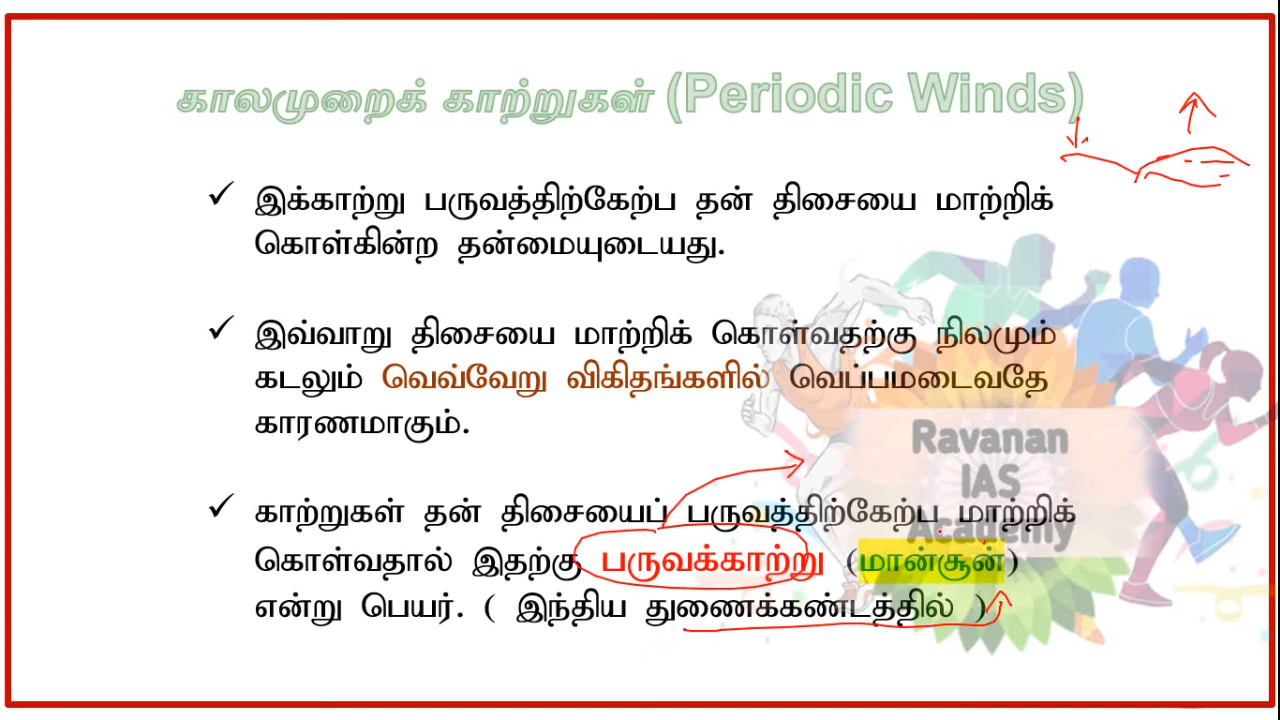 காலமுறைக் காற்றுகள் (Periodic Winds)
✓ இக்காற்று பருவத்திற்கேற்ப தன் திசையை மாற்றிக்
கொள்கின்ற தன்மையுடையது.
✓ இவ்வாறு திசையை மாற்றிக் கொள்வதற்கு நிலமும்
கடலும் வெவ்வேறு விகிதங்களில் வெப்பமடைவதே
காரணமாகும்.
✓ காற்றுகள் தன் திசையைப் பருவத்திற்கேற்ப மாற்றிக்
கொள்வதால் இதற்கு பருவக்காற்று (மான்சூன்)
என்று பெயர். ( இந்திய துணைக்கண்டத்தில் )
Ravanan
IAS
Academy